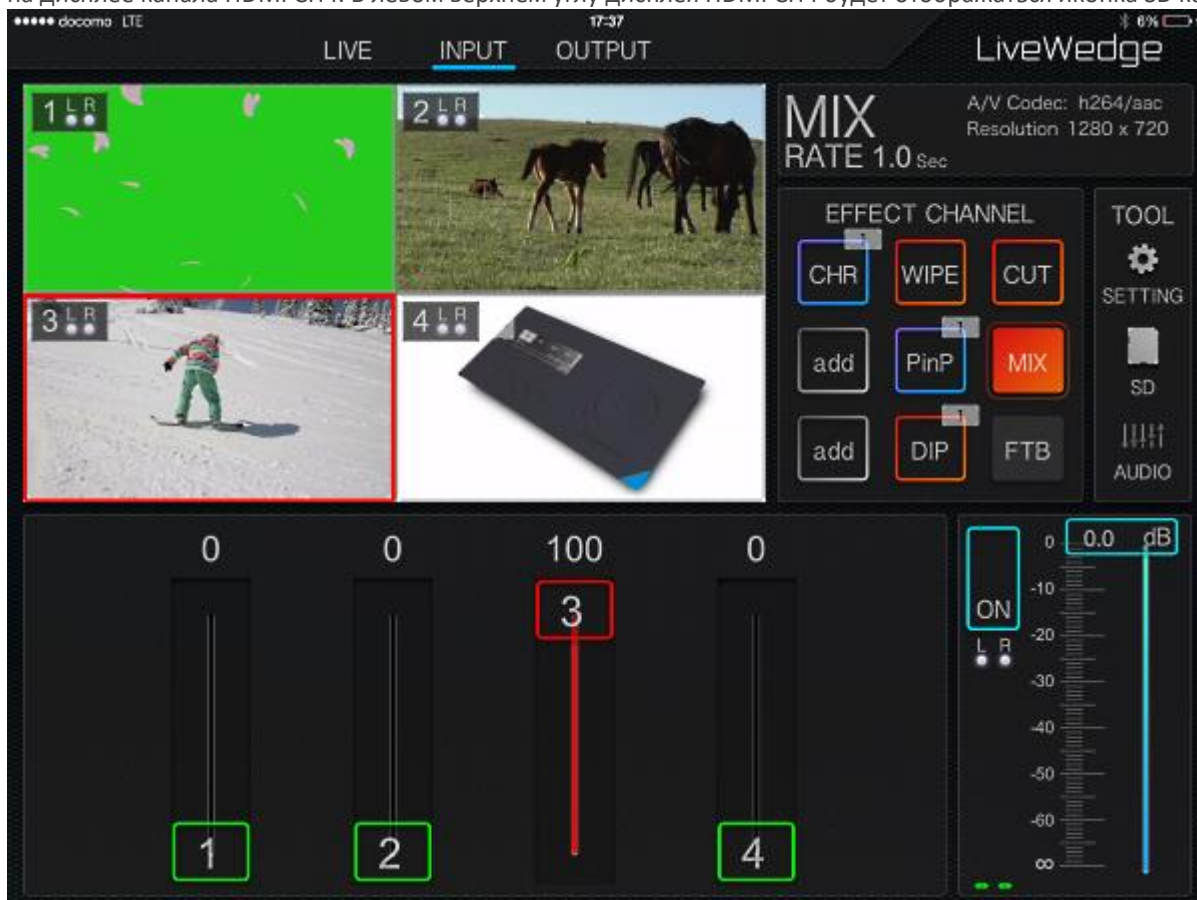 на дисплее канала HDMI CH4. В левом верхнем углу дисплея HDMI CH4 будет отображаться иконка SD-к
docomo LTE
17:37
6%
LIVE
INPUT
OUTPUT
LiveWedge
1 L R
2 L R
3 L R
4 L R
MIX
RATE 1.0 Sec
A/V Codec: h264/aac
Resolution 1280 x 720
EFFECT CHANNEL
CHR 1
WIPE
CUT
add
PinP 1
MIX
add
DIP 1
FTB
TOOL
SETTING
SD
AUDIO
0
0
100
0
1
2
3
4
ON
L R
0.0 dB
0
-10
-20
-30
-40
-50
-60
∞